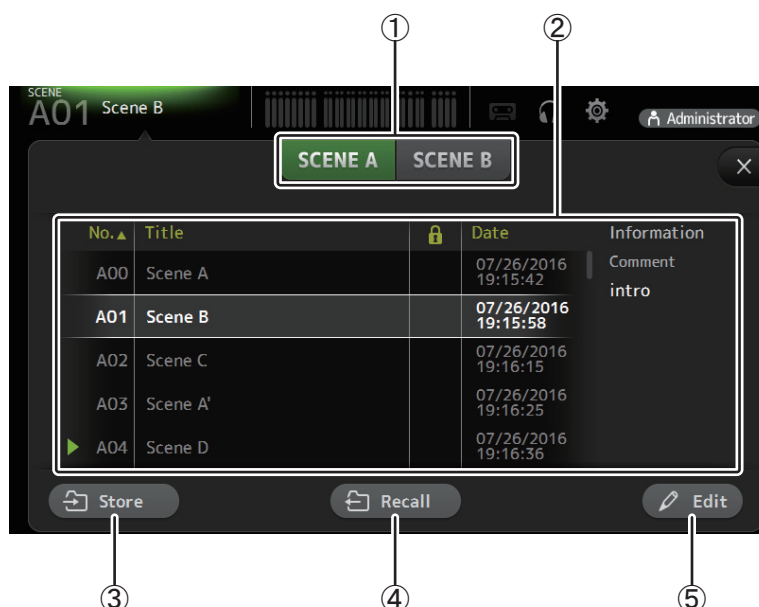 ① ②
SCENE
A01 Scene B
Administrator
SCENE A SCENE B
No.▲ Title Date Information
A00 Scene A 07/26/2016 19:15:42 Comment
intro
A01 Scene B 07/26/2016 19:15:58
A02 Scene C 07/26/2016 19:16:15
A03 Scene A' 07/26/2016 19:16:25
A04 Scene D 07/26/2016 19:16:36
Store Recall Edit
③ ④ ⑤